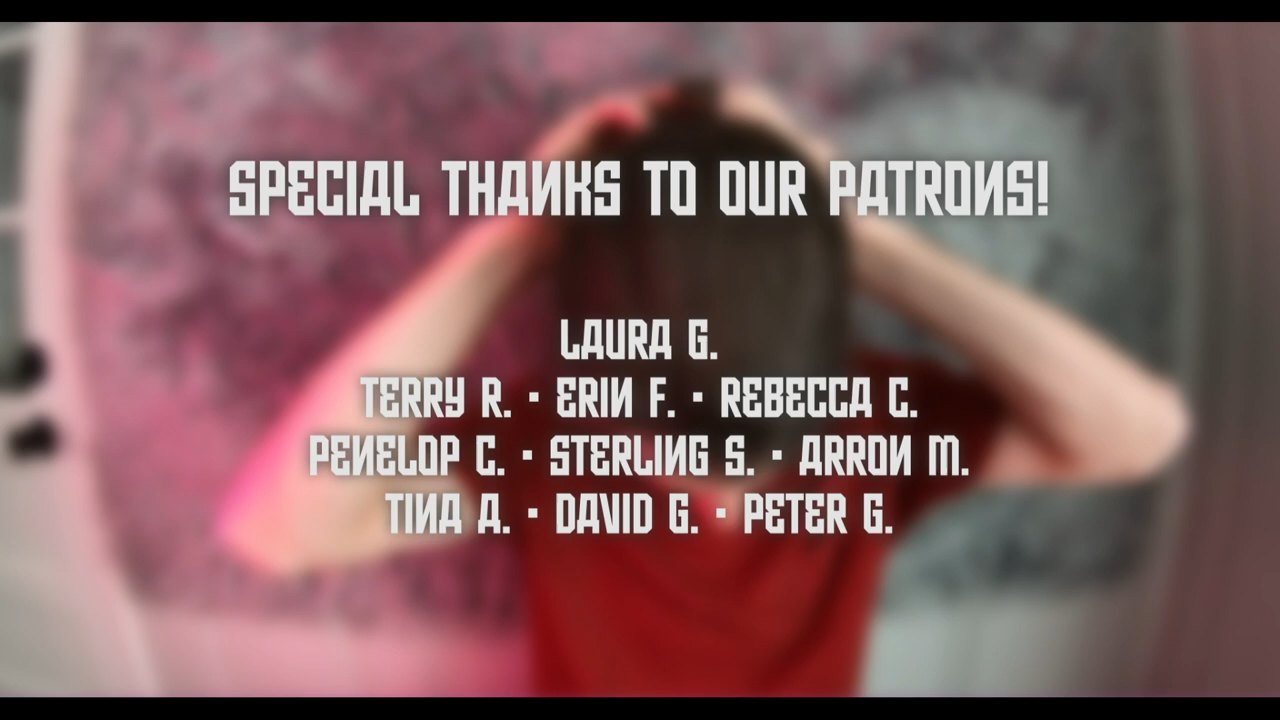 SPECIAL THANKS TO OUR PATRONS!
LAURA G.
TERRY R. · ERIN F. · REBECCA C.
PENELOP C. · STERLING S. · ARRON M.
TINA A. · DAVID G. · PETER G.